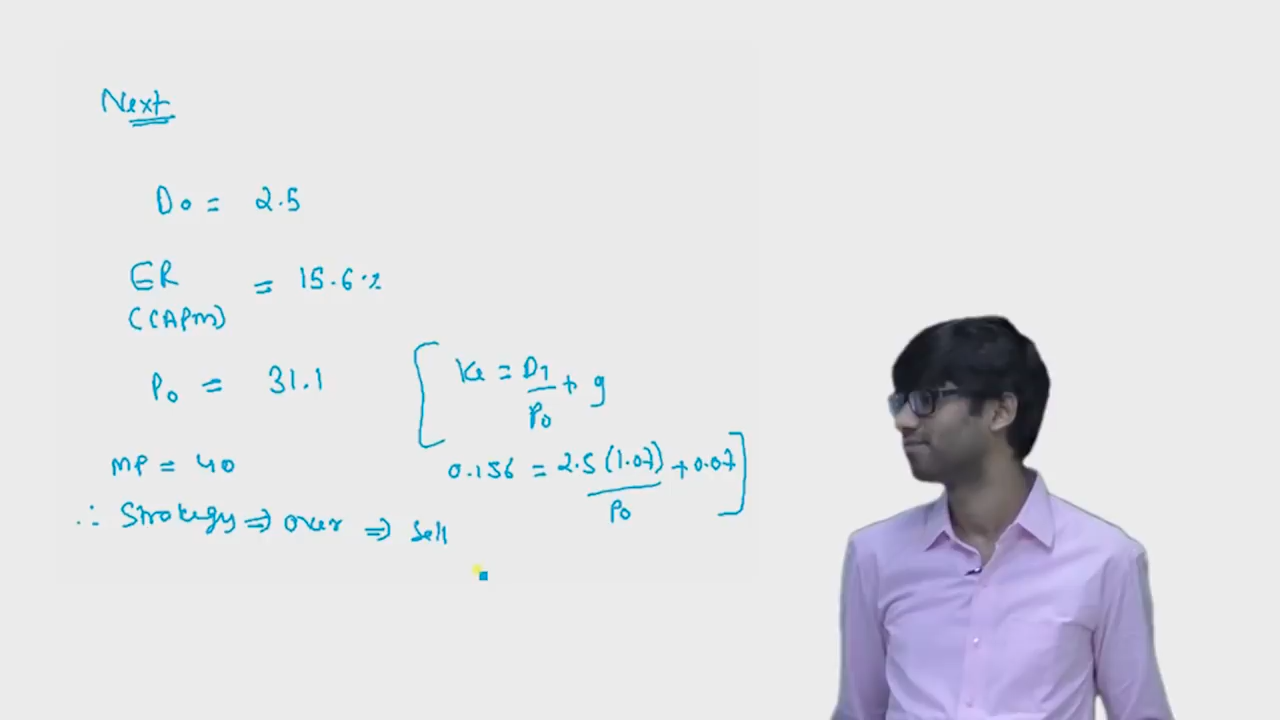 Next
D0 = 2.5
ER = 15.6%
(CAPM)
P0 = 31.1
Ke = D1/P0 + g
MP = 40
0.156 = 2.5(1.07)/P0 + 0.07
∴ Strategy ⇒ over ⇒ Sell